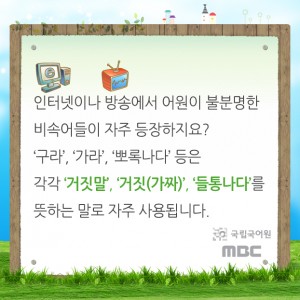 인터넷이나 방송에서 어원이 불분명한
비속어들이 자주 등장하지요?
‘구라’, ‘가라’, ‘뽀록나다’ 등은
각각 ‘거짓말’, ‘거짓(가짜)’, ‘들통나다’를
뜻하는 말로 자주 사용됩니다.
국립국어원
MBC